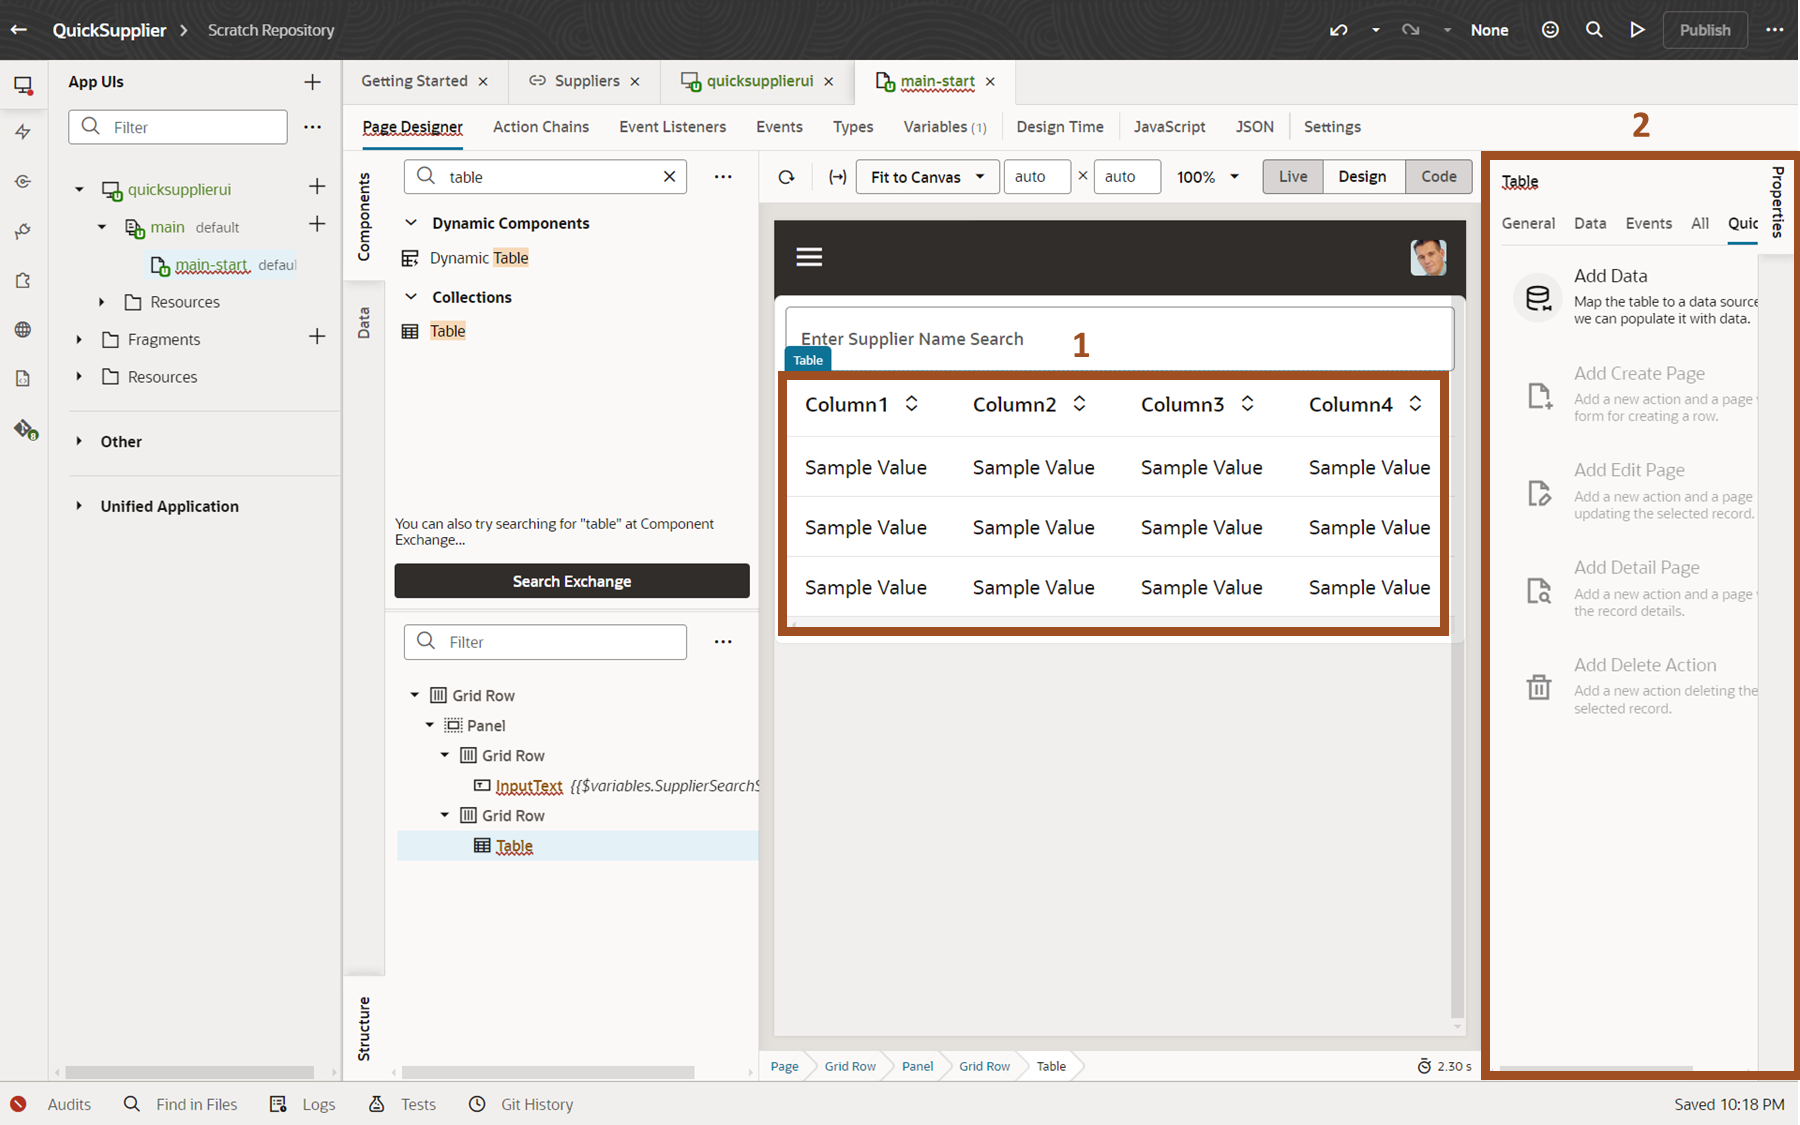 QuickSupplier
Scratch Repository
None
Publish
App UIs
Filter
quicksupplierui
main default
main-start defaul
Resources
Fragments
Resources
Other
Unified Application
Getting Started
Suppliers
quicksupplierui
main-start
Page Designer
Action Chains
Event Listeners
Events
Types
Variables (1)
Design Time
JavaScript
JSON
Settings
Components
Data
table
Dynamic Components
Dynamic Table
Collections
Table
You can also try searching for "table" at Component
Exchange...
Search Exchange
Structure
Filter
Grid Row
Panel
Grid Row
InputText {{$variables.SupplierSearchS
Grid Row
Table
Fit to Canvas
auto × auto
100%
Live
Design
Code
Enter Supplier Name Search
1
Table
Column1 Column2 Column3 Column4
Sample Value Sample Value Sample Value Sample Value
Sample Value Sample Value Sample Value Sample Value
Sample Value Sample Value Sample Value Sample Value
Page Grid Row Panel Grid Row Table
2.30 s
2
Table
Properties
General Data Events All Quic
Add Data
Map the table to a data source
we can populate it with data.
Add Create Page
Add a new action and a page
form for creating a row.
Add Edit Page
Add a new action and a page
updating the selected record.
Add Detail Page
Add a new action and a page
the record details.
Add Delete Action
Add a new action deleting the
selected record.
Audits
Find in Files
Logs
Tests
Git History
Saved 10:18 PM